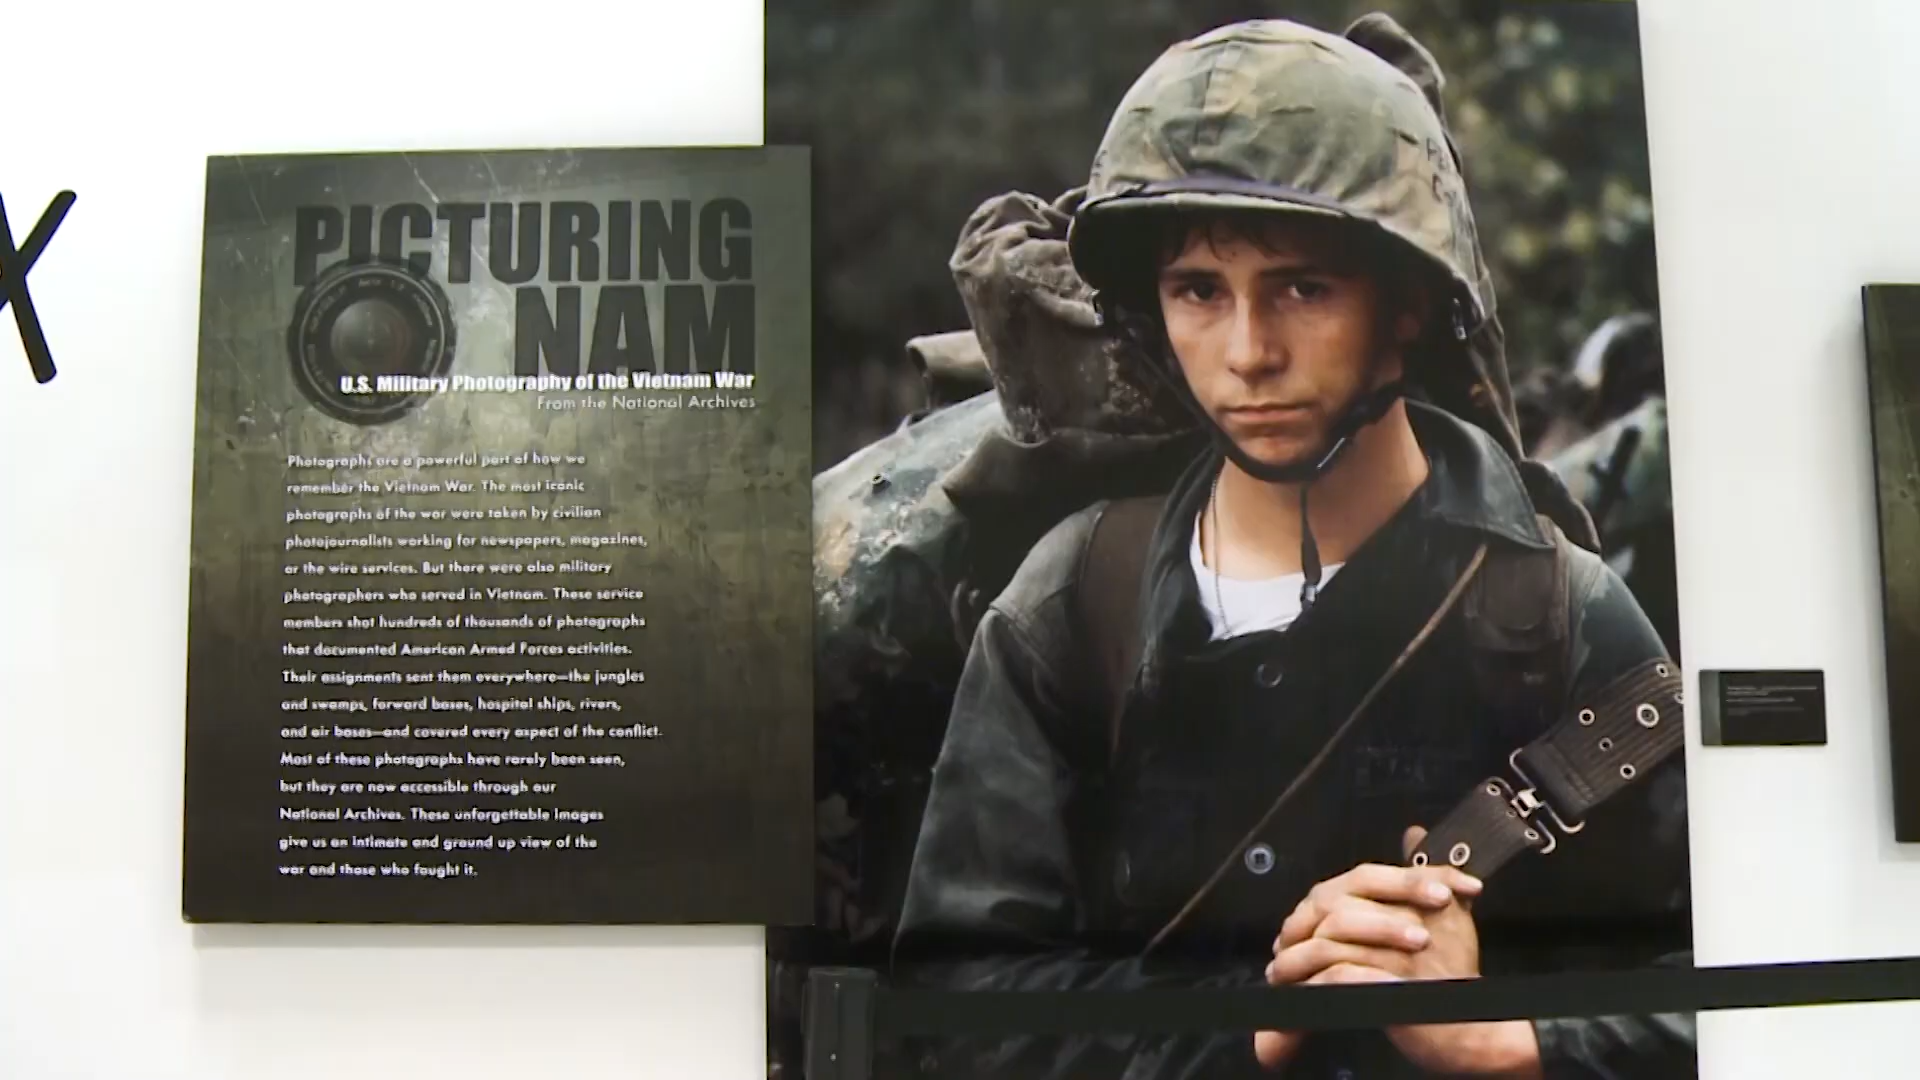 X
PICTURING
NAM
U.S. Military Photography of the Vietnam War
From the National Archives
Photographs are a powerful part of how we
remember the Vietnam War. The most iconic
photographs of the war were taken by civilian
photojournalists working for newspapers, magazines,
or the wire services. But there were also military
photographers who served in Vietnam. These service
members shot hundreds of thousands of photographs
that documented American Armed Forces activities.
Their assignments sent them everywhere—the jungles
and swamps, forward bases, hospital ships, rivers,
and air bases—and covered every aspect of the conflict.
Most of these photographs have rarely been seen,
but they are now accessible through our
National Archives. These unforgettable images
give us an intimate and ground up view of the
war and those who fought it.